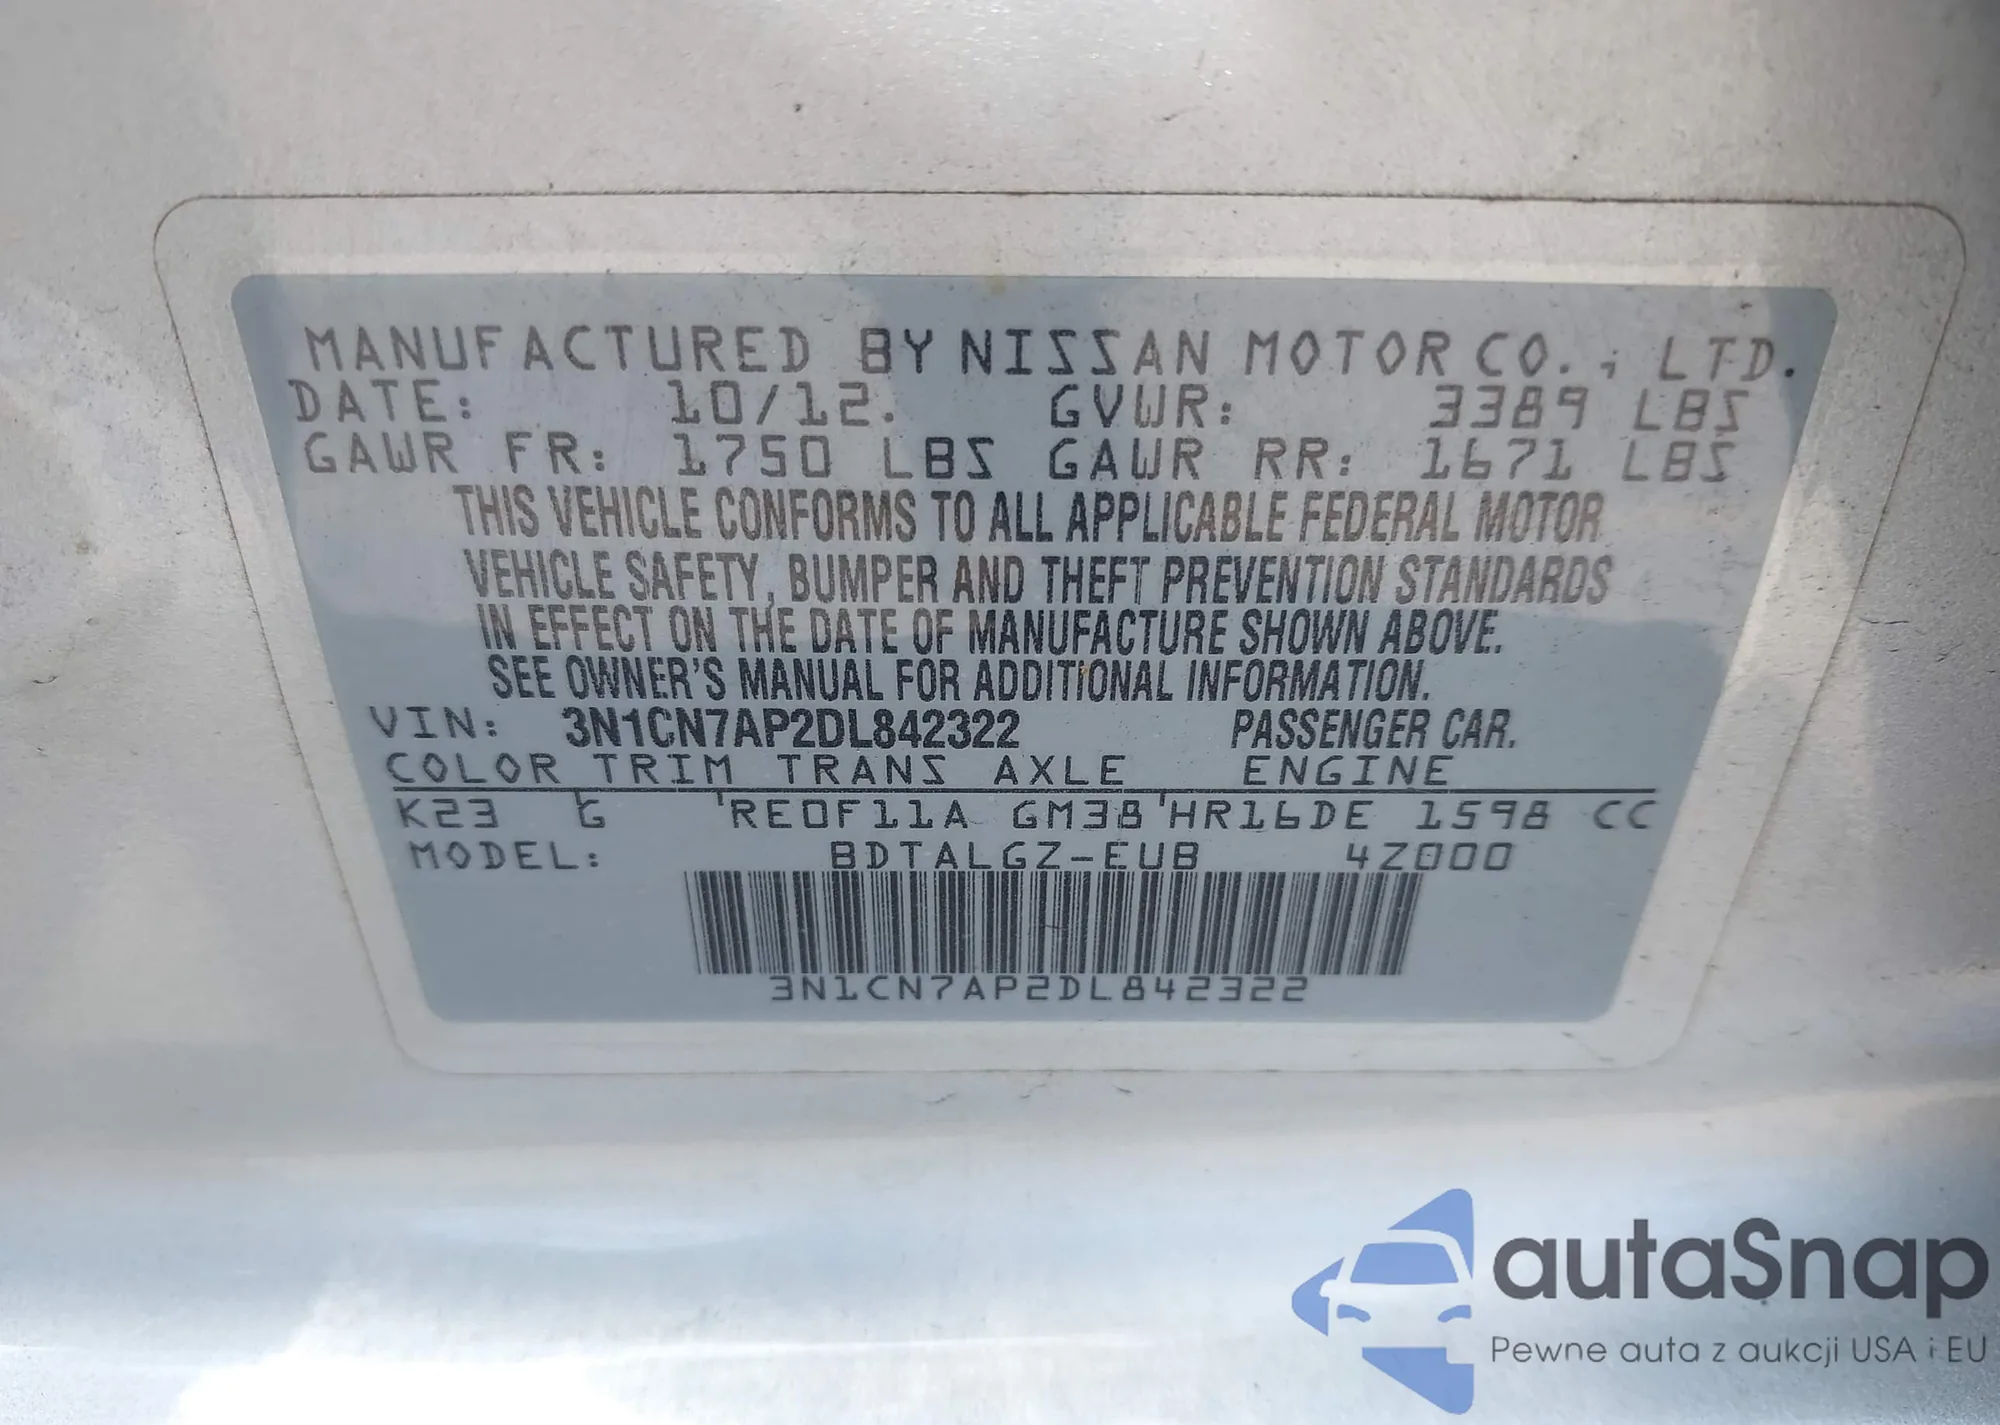 MANUFACTURED BY NISSAN MOTOR CO., LTD.
DATE: 10/12. GVWR: 3389 LBS
GAWR FR: 1750 LBS GAWR RR: 1671 LBS
THIS VEHICLE CONFORMS TO ALL APPLICABLE FEDERAL MOTOR
VEHICLE SAFETY, BUMPER AND THEFT PREVENTION STANDARDS
IN EFFECT ON THE DATE OF MANUFACTURE SHOWN ABOVE.
SEE OWNER'S MANUAL FOR ADDITIONAL INFORMATION.
VIN: 3N1CN7AP2DL842322 PASSENGER CAR.
COLOR TRIM TRANS AXLE ENGINE
K23 G 'RE0F11A GM38'HR16DE 1598 CC
MODEL: BDTALGZ-EUB 4Z000
3N1CN7AP2DL842322
autaSnap
Pewne auta z aukcji USA i EU